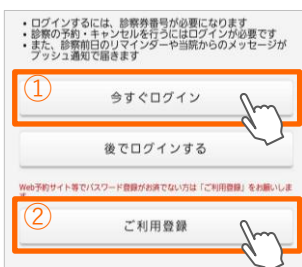 ・ログインするには、診察券番号が必要になります
・診察の予約・キャンセルを行うにはログインが必要です
・また、診察前日のリマインダーや当院からのメッセージが
プッシュ通知で届きます
①
今すぐログイン
後でログインする
Web予約サイト等でパスワード登録がお済でない方は「ご利用登録」をお願いしま
す
②
ご利用登録